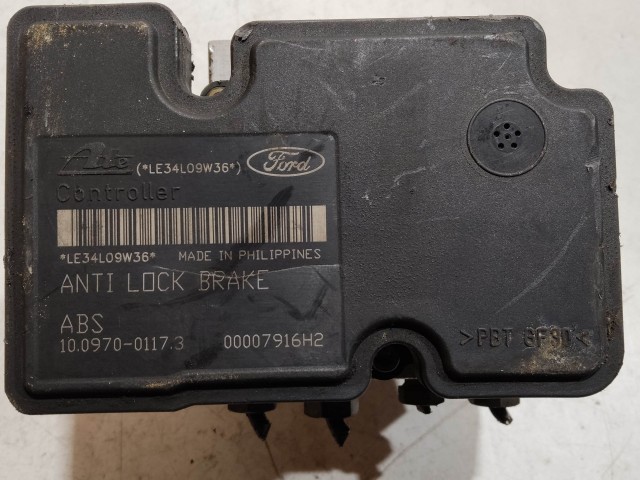 Ate (*LE34L09W36*) Ford
Controller
*LE34L09W36* MADE IN PHILIPPINES
ANTI LOCK BRAKE
ABS
10.0970-0117.3 00007916H2
>PBT GF30<